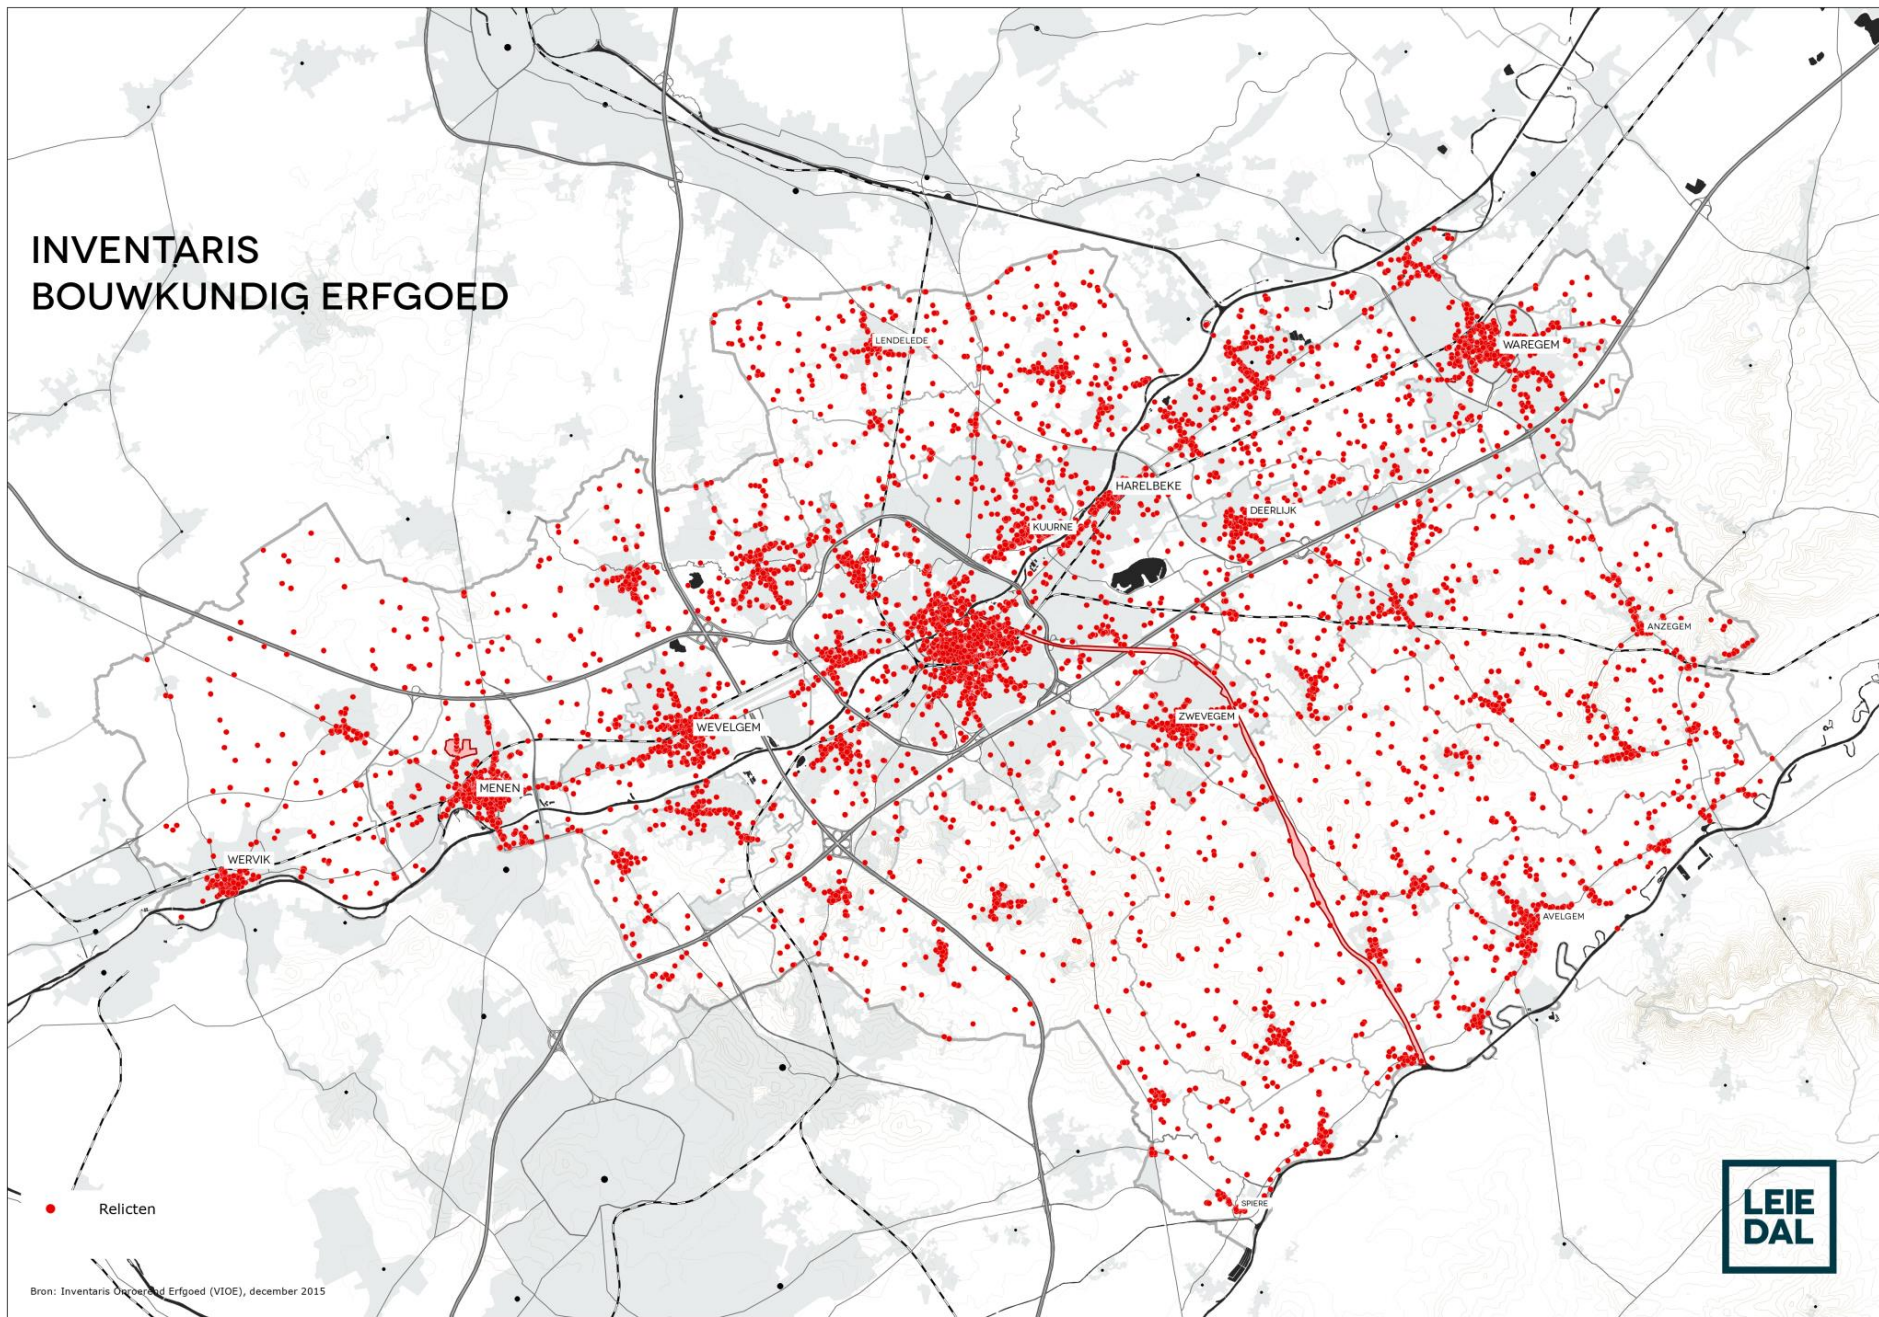 INVENTARIS
BOUWKUNDIG ERFGOED
LENDELEDE
WAREGEM
HARELBEKE
DEERLIJK
KUURNE
ANZEGEM
ZWEVEGEM
WEVELGEM
MENEN
WERVIK
AVELGEM
SPIERE
Relicten
LEIE
DAL
Bron: Inventaris Onroerend Erfgoed (VIOE), december 2015